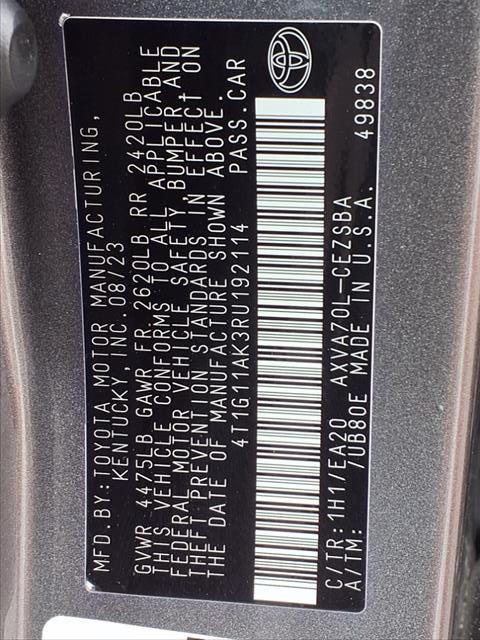 MFD. BY: TOYOTA MOTOR MANUFACTURING,
KENTUCKY, INC. 08/23
GVWR 4475LB GAWR FR 2620LB RR 2420LB
THIS VEHICLE CONFORMS TO ALL APPLICABLE
FEDERAL MOTOR VEHICLE SAFETY, BUMPER, AND
THEFT PREVENTION STANDARDS IN EFFECT ON
THE DATE OF MANUFACTURE SHOWN ABOVE.
4T1G11AK3RU192114 PASS. CAR
C/TR: 1H1/EA20 AXVA70L-CEZSBA
A/TM: /UB80E MADE IN U.S.A. 49838